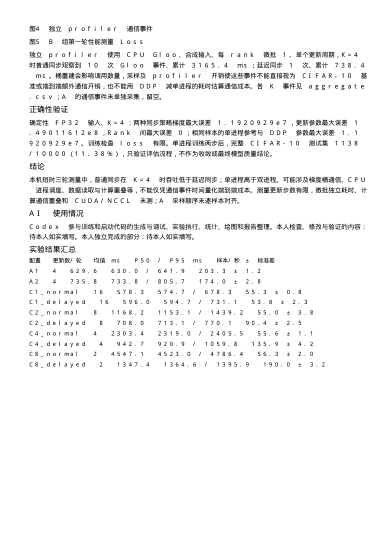 图4 独立 profiler 通信事件
图5 B 组第一轮性能测量 Loss
独立 profiler 使用 CPU Gloo、合成输入、每 rank 微批 1、单个更新周期，K=4
时普通同步观察到 10 次 Gloo 事件、累计 3165.4 ms；延迟同步 1 次、累计 738.4
ms。桶重建会影响调用数量，采样及 profiler 开销使这些事件不能直接视为 CIFAR-10 基
准或端到端额外通信开销，也不能用 DDP 减单进程的耗时估算通信成本。各 K 事件见 aggregate
.csv；A 的通信事件未单独采集，留空。
正确性验证
确定性 FP32 输入、K=4：两种同步策略梯度最大误差 1.1920929e7，更新参数最大误差 1
.49011612e8，Rank 间最大误差 0；相同样本的单进程参考与 DDP 参数最大误差 1.1
920929e7。训练检查 loss 有限。单进程训练两步后，完整 CIFAR-10 测试集 1138
/10000（11.38%），只验证评估流程，不作为收敛或最终模型质量结论。
结论
本机短时三轮测量中，普通同步在 K=4 时吞吐低于延迟同步；单进程高于双进程。可能涉及梯度桶通信、CPU
进程调度、数据读取与计算重叠等，不能仅凭通信事件时间量化端到端成本。测量更新步数有限，微批独立耗时、计
算通信重叠和 CUDA/NCCL 未测；A 采样顺序未逐样本对齐。
AI 使用情况
Codex 参与训练和启动代码的生成与调试、实验执行、统计、绘图和报告整理。本人检查、修改与验证的内容：
待本人如实填写。本人独立完成的部分：待本人如实填写。
实验结果汇总
配置 更新数/轮 均值 ms P50 / P95 ms 样本/秒 ± 标准差
A1 4 629.6 630.0 / 641.9 203.3 ± 1.2
A2 4 735.8 733.8 / 805.7 174.0 ± 2.8
C1_normal 16 578.3 574.7 / 678.3 55.3 ± 0.8
C1_delayed 16 596.0 594.7 / 731.1 53.8 ± 2.3
C2_normal 8 1168.2 1153.1 / 1439.2 55.0 ± 3.8
C2_delayed 8 708.0 713.1 / 770.1 90.4 ± 2.5
C4_normal 4 2303.4 2319.0 / 2405.5 55.6 ± 1.1
C4_delayed 4 942.7 920.9 / 1059.8 135.9 ± 4.2
C8_normal 2 4547.1 4523.0 / 4786.4 56.3 ± 2.0
C8_delayed 2 1347.4 1364.6 / 1395.9 190.0 ± 3.2